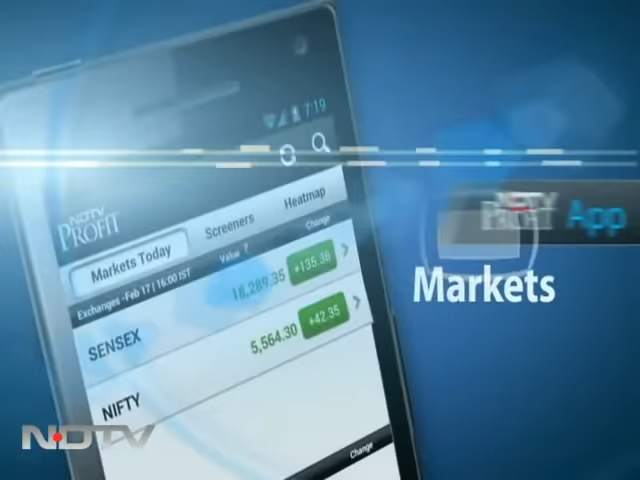 7:19
NDTV
PROFIT
Markets Today
Screeners
Heatmap
Exchanges -Feb 17 | 16:00 IST
Value ?
Change
SENSEX
18,289.35
+135.36
NIFTY
5,564.30
+42.35
Change
App
Markets
NDTV